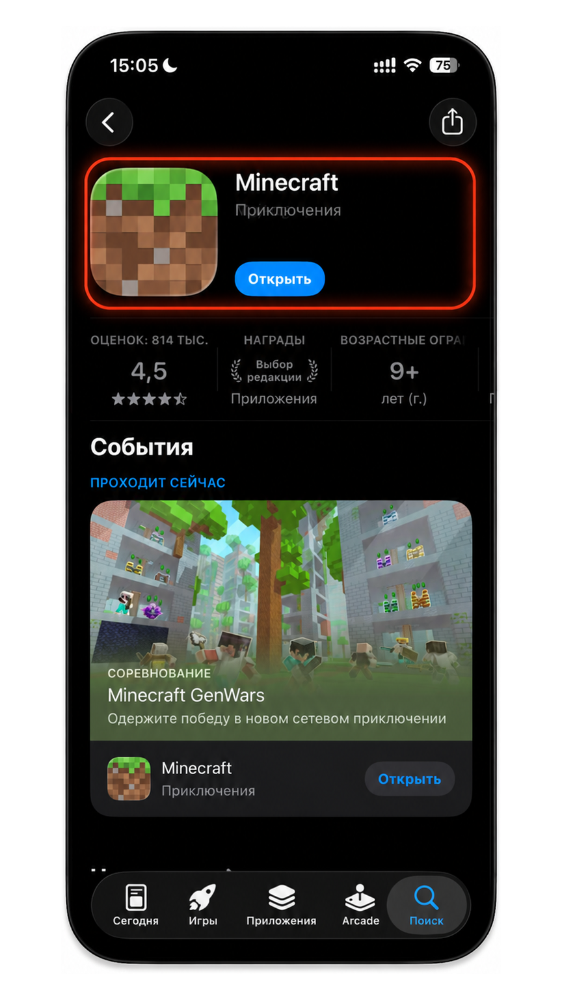 15:05
75
Minecraft
Приключения
Открыть
ОЦЕНОК: 814 ТЫС.
НАГРАДЫ
ВОЗРАСТНЫЕ ОГРА
4,5
Выбор
редакции
9+
Приложения
лет (г.)
События
ПРОХОДИТ СЕЙЧАС
СОРЕВНОВАНИЕ
Minecraft GenWars
Одержите победу в новом сетевом приключении
Minecraft
Приключения
Открыть
Сегодня
Игры
Приложения
Arcade
Поиск